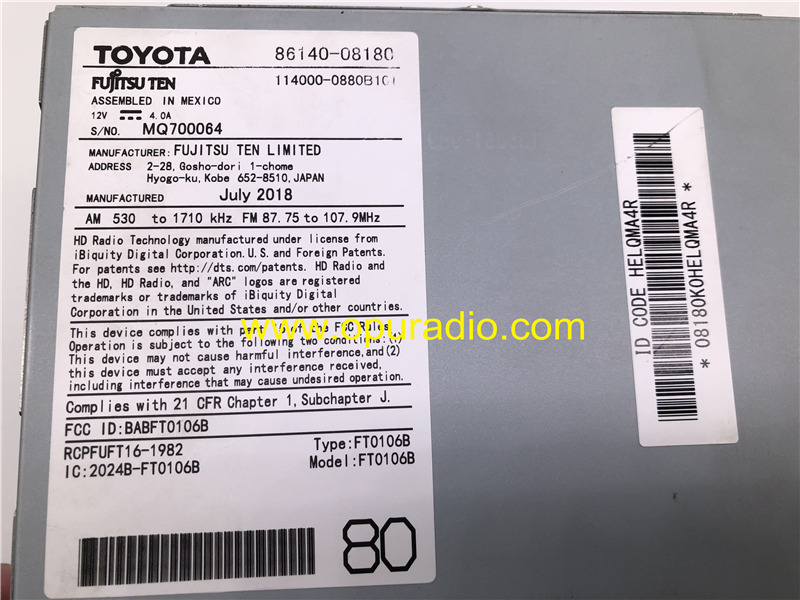 TOYOTA 86140-08180
FUJITSU TEN 114000-0880B101
ASSEMBLED IN MEXICO
12V 4.0A
S/NO. MQ700064
MANUFACTURER: FUJITSU TEN LIMITED
ADDRESS 2-28, Gosho-dori 1-chome
Hyogo-ku, Kobe 652-8510, JAPAN
MANUFACTURED July 2018
AM 530 to 1710 kHz FM 87.75 to 107.9MHz
HD Radio Technology manufactured under license from
iBiquity Digital Corporation. U.S. and Foreign Patents.
For patents see http://dts.com/patents. HD Radio and
the HD, HD Radio, and "ARC" logos are registered
trademarks or trademarks of iBiquity Digital
Corporation in the United States and/or other countries.
This device complies with part 15 of the FCC Rules.
Operation is subject to the following two conditions:(1)
This device may not cause harmful interference, and (2)
this device must accept any interference received,
including interference that may cause undesired operation.
Complies with 21 CFR Chapter 1, Subchapter J.
FCC ID:BABFT0106B
RCPFUFT16-1982 Type:FT0106B
IC:2024B-FT0106B Model:FT0106B
80
ID CODE HELQMA4R
* 08180K0HELQMA4R *
www.opuradio.com